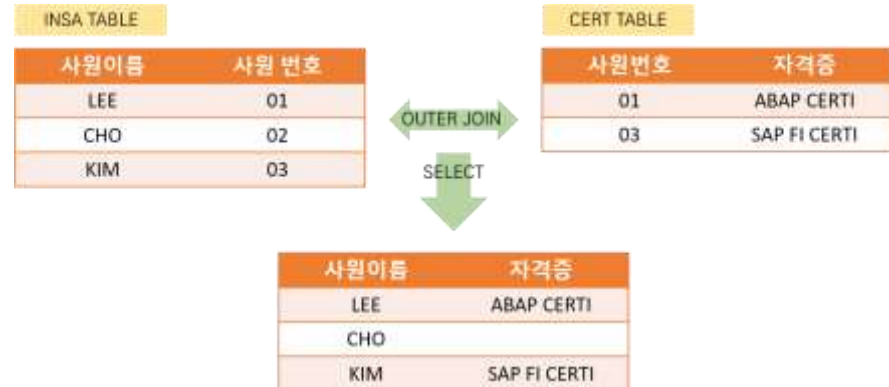 INSA TABLE
사원이름 사원 번호
LEE 01
CHO 02
KIM 03
OUTER JOIN
SELECT
CERT TABLE
사원번호 자격증
01 ABAP CERTI
03 SAP FI CERTI
사원이름 자격증
LEE ABAP CERTI
CHO
KIM SAP FI CERTI